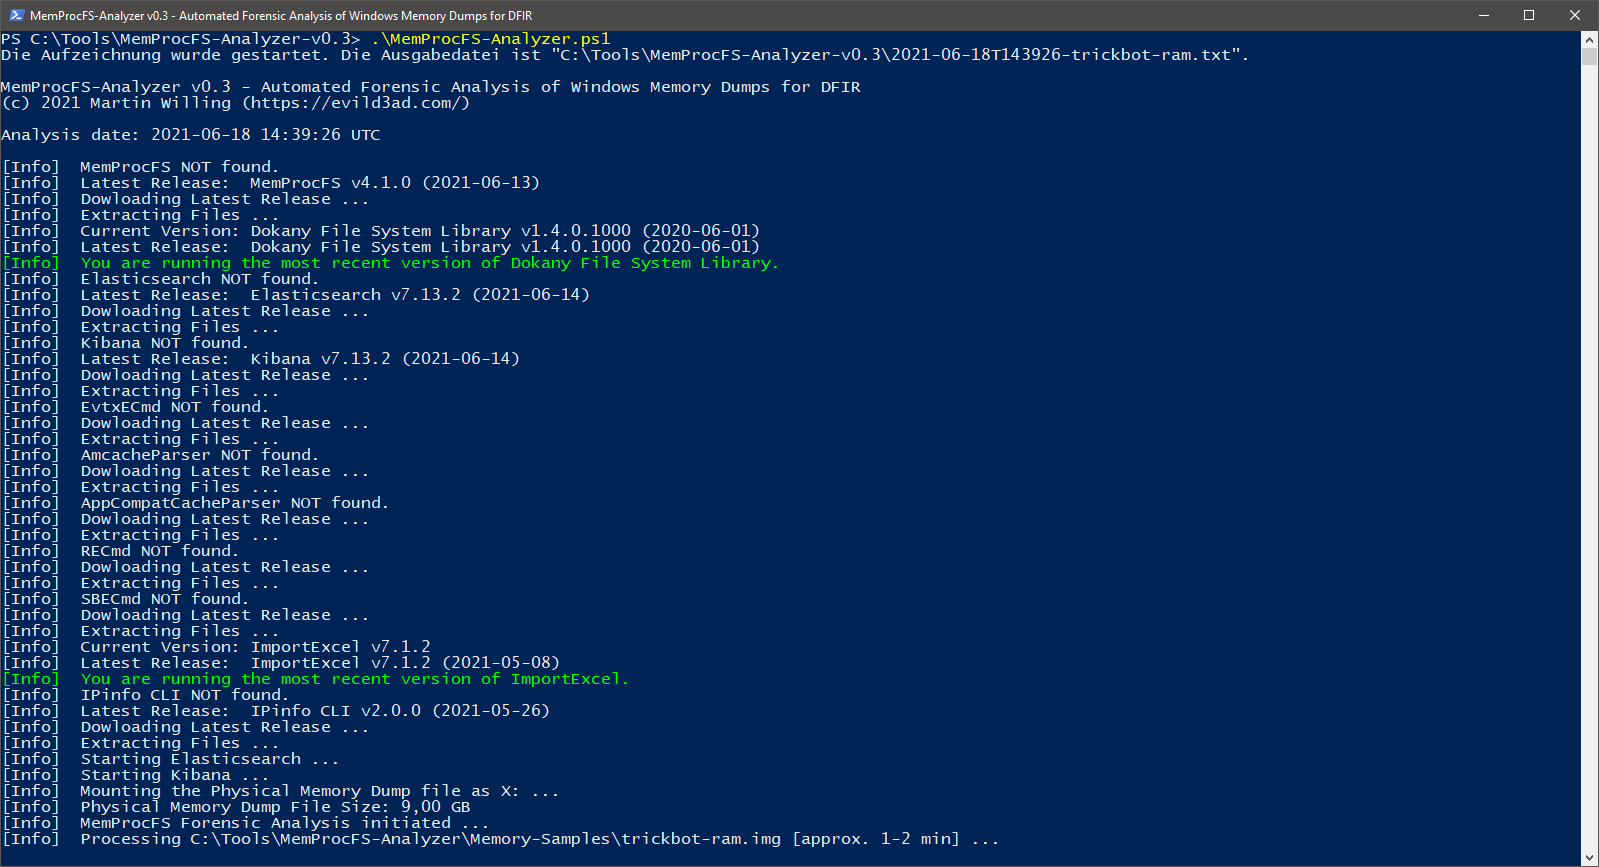 MemProcFS-Analyzer v0.3 - Automated Forensic Analysis of Windows Memory Dumps for DFIR
PS C:\Tools\MemProcFS-Analyzer-v0.3> .\MemProcFS-Analyzer.ps1
Die Aufzeichnung wurde gestartet. Die Ausgabedatei ist "C:\Tools\MemProcFS-Analyzer-v0.3\2021-06-18T143926-trickbot-ram.txt".
MemProcFS-Analyzer v0.3 - Automated Forensic Analysis of Windows Memory Dumps for DFIR
(c) 2021 Martin Willing (https://evild3ad.com/)
Analysis date: 2021-06-18 14:39:26 UTC
[Info]  MemProcFS NOT found.
[Info]  Latest Release:  MemProcFS v4.1.0 (2021-06-13)
[Info]  Dowloading Latest Release ...
[Info]  Extracting Files ...
[Info]  Current Version: Dokany File System Library v1.4.0.1000 (2020-06-01)
[Info]  Latest Release:  Dokany File System Library v1.4.0.1000 (2020-06-01)
[Info]  You are running the most recent version of Dokany File System Library.
[Info]  Elasticsearch NOT found.
[Info]  Latest Release:  Elasticsearch v7.13.2 (2021-06-14)
[Info]  Dowloading Latest Release ...
[Info]  Extracting Files ...
[Info]  Kibana NOT found.
[Info]  Latest Release:  Kibana v7.13.2 (2021-06-14)
[Info]  Dowloading Latest Release ...
[Info]  Extracting Files ...
[Info]  EvtxECmd NOT found.
[Info]  Dowloading Latest Release ...
[Info]  Extracting Files ...
[Info]  AmcacheParser NOT found.
[Info]  Dowloading Latest Release ...
[Info]  Extracting Files ...
[Info]  AppCompatCacheParser NOT found.
[Info]  Dowloading Latest Release ...
[Info]  Extracting Files ...
[Info]  RECmd NOT found.
[Info]  Dowloading Latest Release ...
[Info]  Extracting Files ...
[Info]  SBECmd NOT found.
[Info]  Dowloading Latest Release ...
[Info]  Extracting Files ...
[Info]  Current Version: ImportExcel v7.1.2
[Info]  Latest Release:  ImportExcel v7.1.2 (2021-05-08)
[Info]  You are running the most recent version of ImportExcel.
[Info]  IPinfo CLI NOT found.
[Info]  Latest Release:  IPinfo CLI v2.0.0 (2021-05-26)
[Info]  Dowloading Latest Release ...
[Info]  Extracting Files ...
[Info]  Starting Elasticsearch ...
[Info]  Starting Kibana ...
[Info]  Mounting the Physical Memory Dump file as X: ...
[Info]  Physical Memory Dump File Size: 9,00 GB
[Info]  MemProcFS Forensic Analysis initiated ...
[Info]  Processing C:\Tools\MemProcFS-Analyzer\Memory-Samples\trickbot-ram.img [approx. 1-2 min] ...